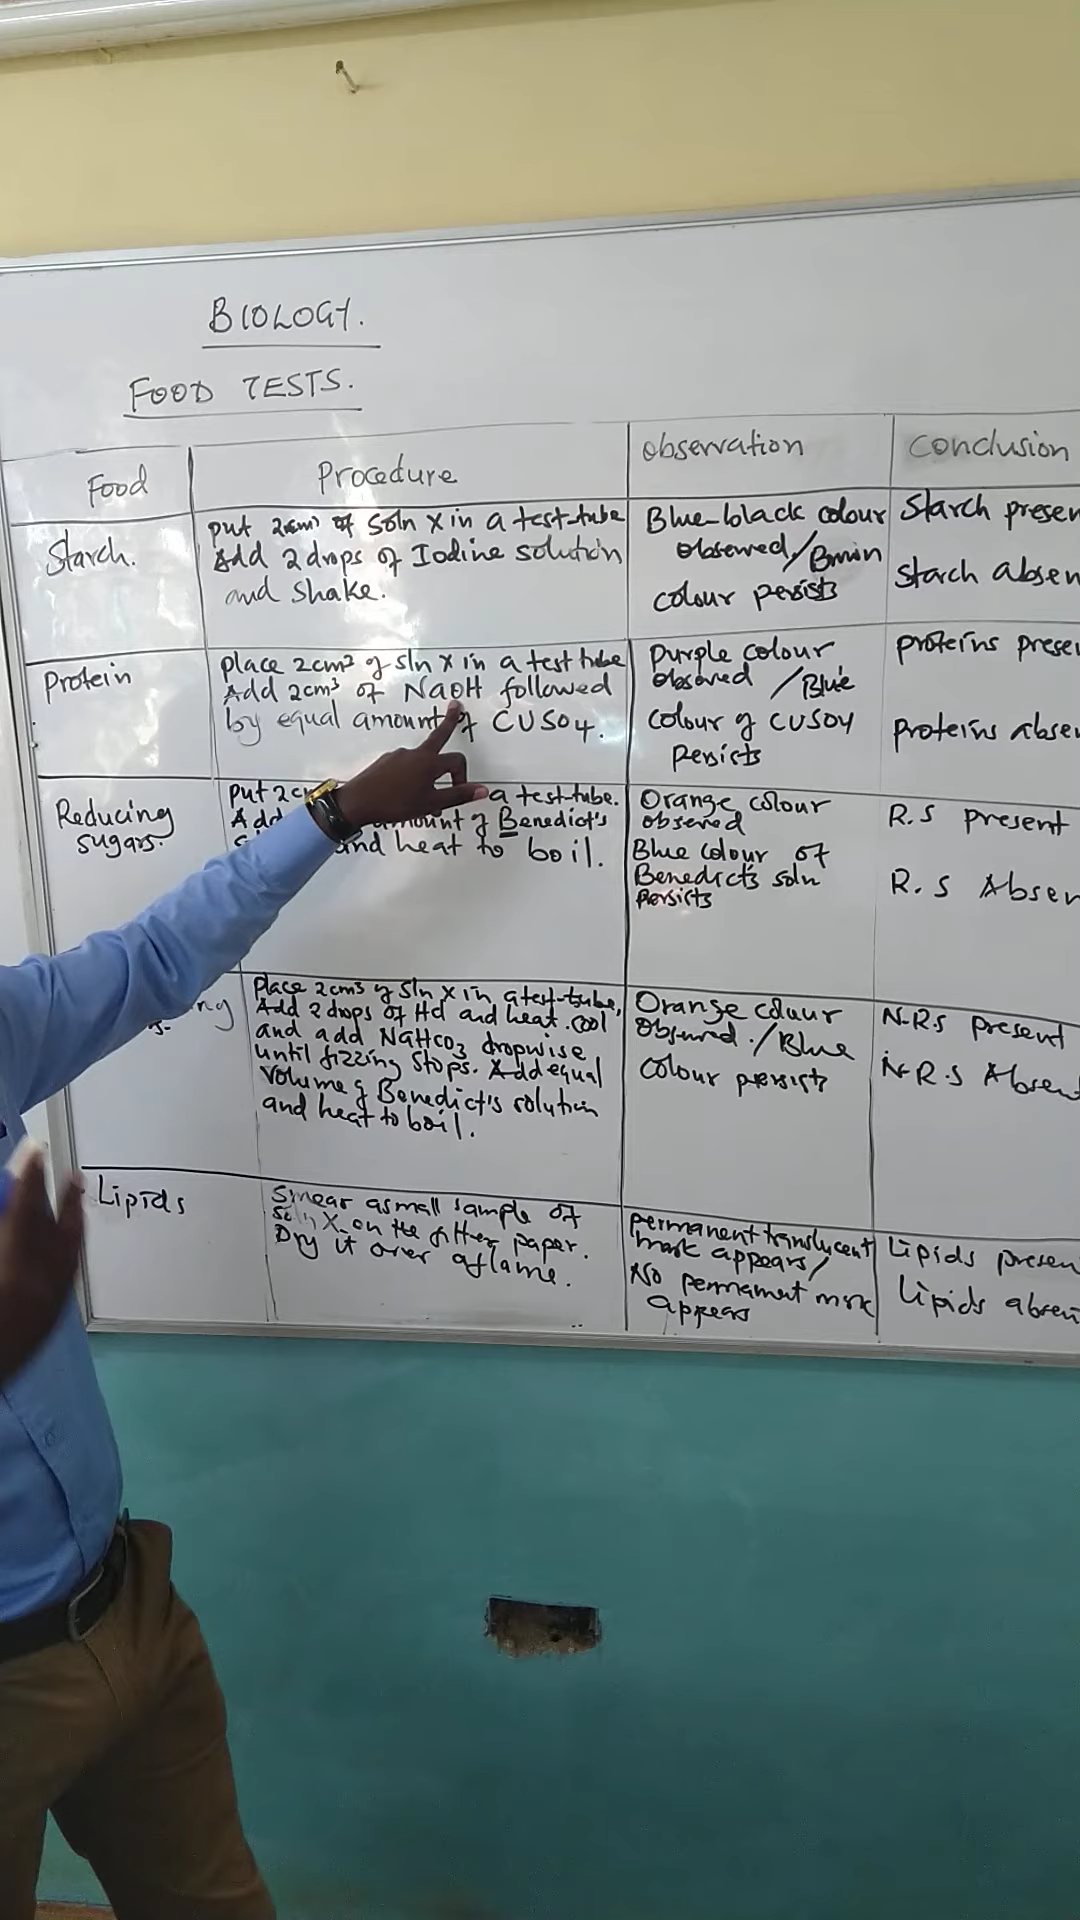 BIOLOGY.
FOOD TESTS.
Food
Procedure
observation
Conclusion
Starch.
put 2cm³ of Soln X in a test-tube
Add 2 drops of Iodine solution
and shake.
Blue-black colour
observed/Brown
colour persists
Starch presen
starch absen
Protein
place 2cm² of sln X in a test tube
Add 2cm³ of NaOH followed
by equal amount of CUSO4.
Purple colour
observed /Blue
colour of CUSO4
Persists
proteins presen
Proteins absen
Reducing
sugars.
Put 2cm a test-tube.
Add amount of Benedict's
and heat to boil.
Orange colour
observed
Blue colour of
Benedict's soln
Persists
R.S present
R.S Absen
ng
Place 2cm3 of Sln X in a test-tube,
Add 2 drops of Hcl and heat. Cool
and add NaHCO3 dropwise
until fizzing stops. Add equal
volume of Benedict's solution
and heat to boil.
Orange colour
observed./Blue
colour persists
N.R.S present
N.R.S Absent
Lipids
Smear a small sample of
X on the filter paper.
Dry it over a flame.
permanent translucent
mark appears/
No permanent mark
appears
Lipids presen
Lipids absen